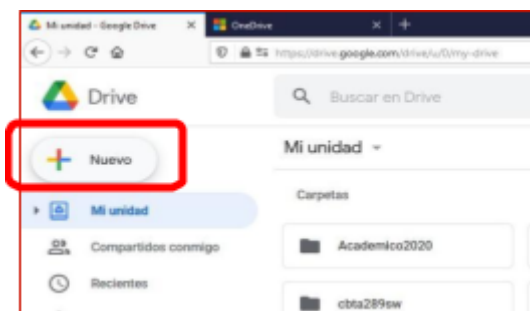 Mi unidad - Google Drive
OneDrive
https://drive.google.com/drive/u/0/my-drive
Drive
Buscar en Drive
Nuevo
Mi unidad
Mi unidad
Carpetas
Compartidos conmigo
Academico2020
Recientes
cbta289sw